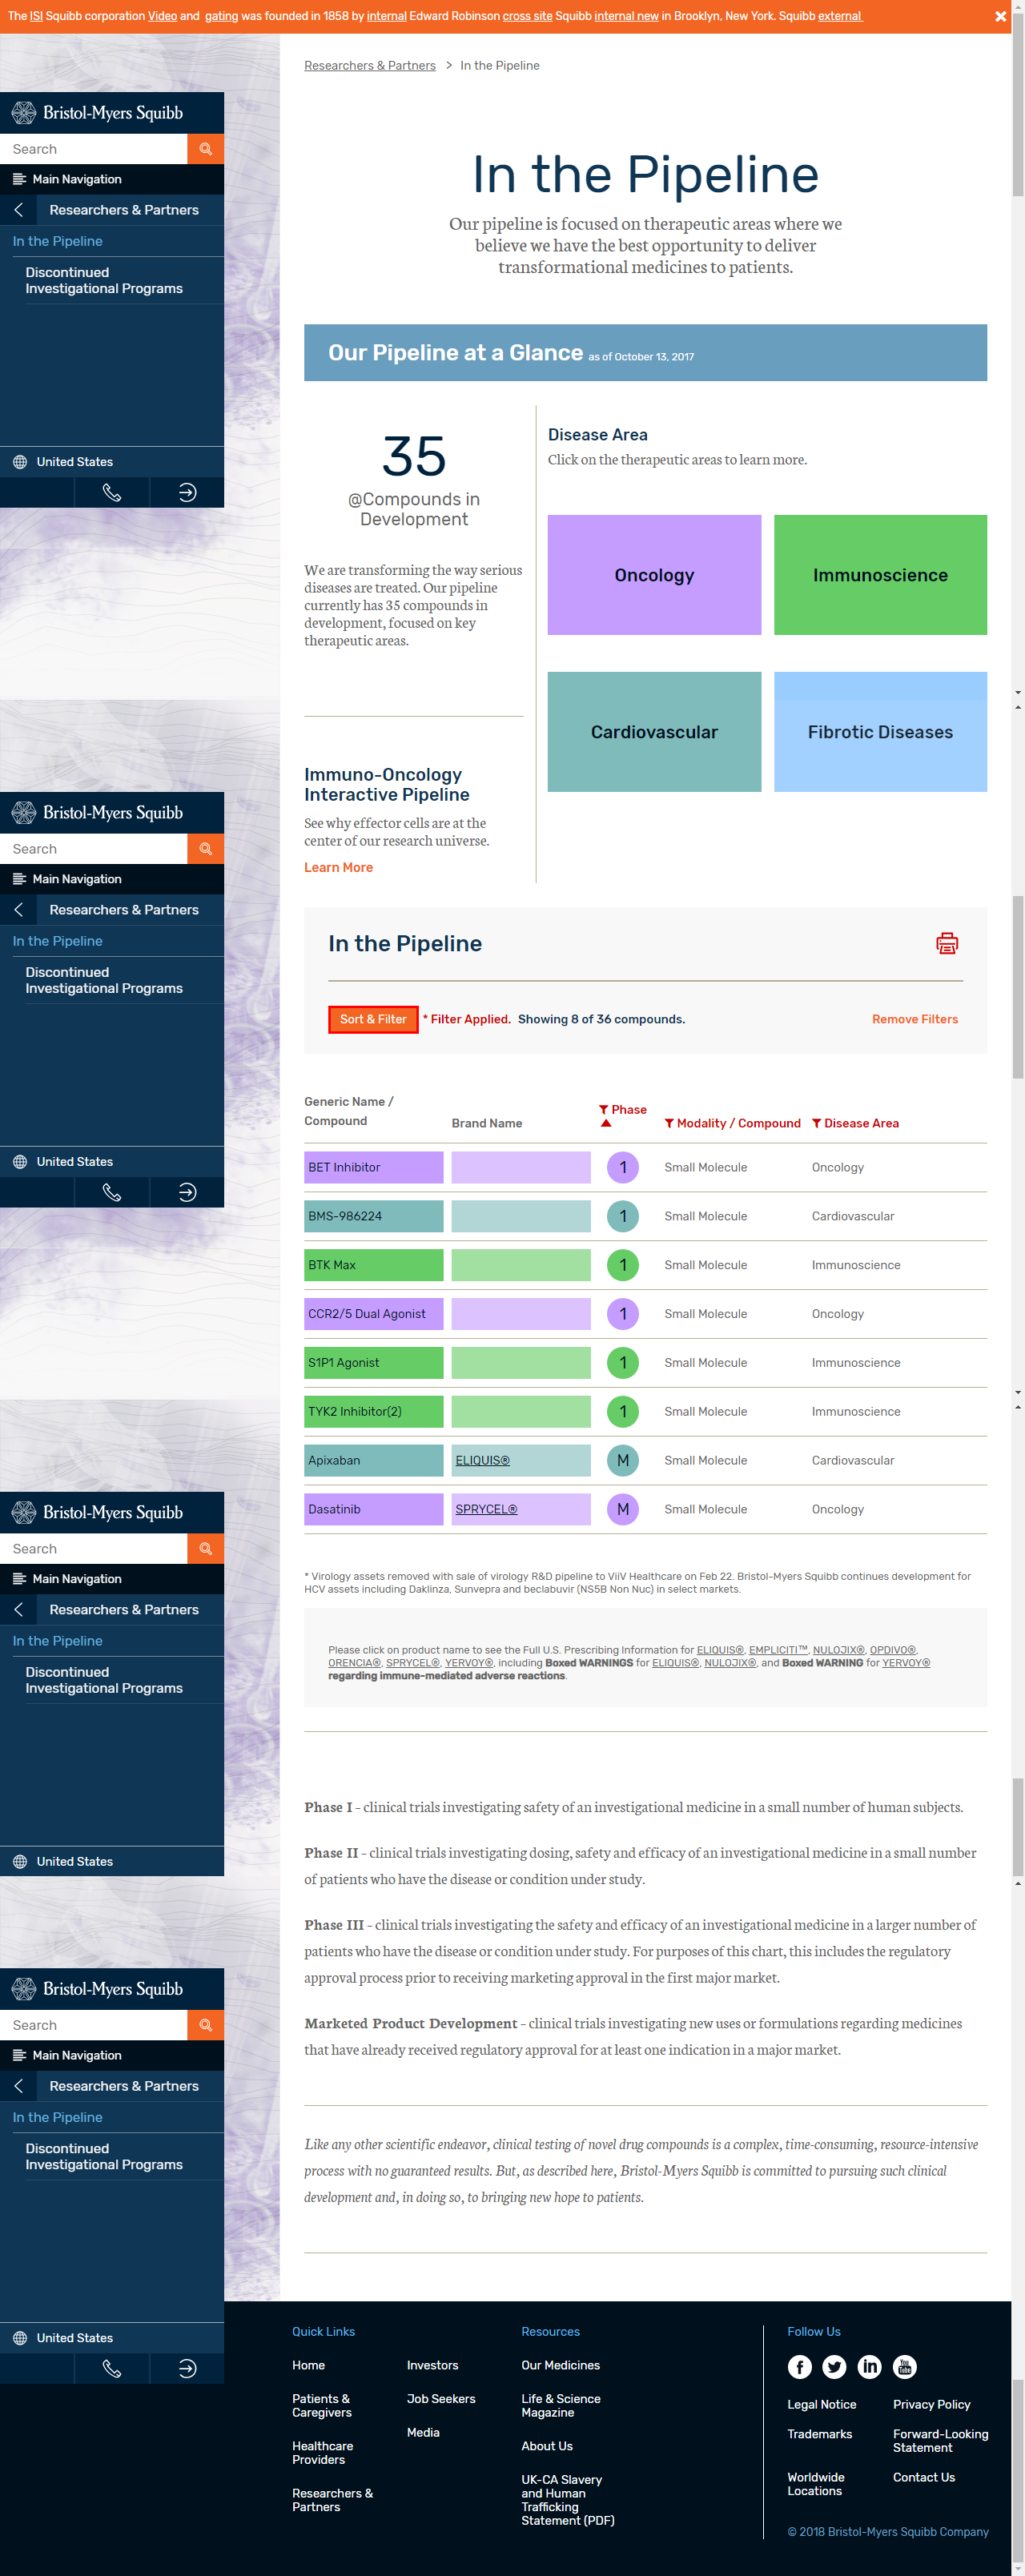 The ISI Squibb corporation Video and gating was founded in 1858 by internal Edward Robinson cross site Squibb internal new in Brooklyn, New York. Squibb external
Researchers & Partners > In the Pipeline
Bristol-Myers Squibb
Search
Main Navigation
Researchers & Partners
In the Pipeline
Discontinued
Investigational Programs
United States
In the Pipeline
Our pipeline is focused on therapeutic areas where we
believe we have the best opportunity to deliver
transformational medicines to patients.
Our Pipeline at a Glance as of October 13, 2017
35
@Compounds in
Development
We are transforming the way serious
diseases are treated. Our pipeline
currently has 35 compounds in
development, focused on key
therapeutic areas.
Disease Area
Click on the therapeutic areas to learn more.
Oncology
Immunoscience
Cardiovascular
Fibrotic Diseases
Immuno-Oncology
Interactive Pipeline
See why effector cells are at the
center of our research universe.
Learn More
Bristol-Myers Squibb
Search
Main Navigation
Researchers & Partners
In the Pipeline
Discontinued
Investigational Programs
United States
In the Pipeline
Sort & Filter * Filter Applied. Showing 8 of 36 compounds. Remove Filters
Generic Name /
Compound Brand Name Phase Modality / Compound Disease Area
BET Inhibitor 1 Small Molecule Oncology
BMS-986224 1 Small Molecule Cardiovascular
BTK Max 1 Small Molecule Immunoscience
CCR2/5 Dual Agonist 1 Small Molecule Oncology
S1P1 Agonist 1 Small Molecule Immunoscience
TYK2 Inhibitor(2) 1 Small Molecule Immunoscience
Apixaban ELIQUIS® M Small Molecule Cardiovascular
Dasatinib SPRYCEL® M Small Molecule Oncology
* Virology assets removed with sale of virology R&D pipeline to ViiV Healthcare on Feb 22. Bristol-Myers Squibb continues development for
HCV assets including Daklinza, Sunvepra and beclabuvir (NS5B Non Nuc) in select markets.
Please click on product name to see the Full U.S. Prescribing Information for ELIQUIS®, EMPLICITI™, NULOJIX®, OPDIVO®,
ORENCIA®, SPRYCEL®, YERVOY®, including Boxed WARNINGS for ELIQUIS®, NULOJIX®, and Boxed WARNING for YERVOY®
regarding immune-mediated adverse reactions.
Bristol-Myers Squibb
Search
Main Navigation
Researchers & Partners
In the Pipeline
Discontinued
Investigational Programs
United States
Phase I – clinical trials investigating safety of an investigational medicine in a small number of human subjects.
Phase II – clinical trials investigating dosing, safety and efficacy of an investigational medicine in a small number
of patients who have the disease or condition under study.
Phase III – clinical trials investigating the safety and efficacy of an investigational medicine in a larger number of
patients who have the disease or condition under study. For purposes of this chart, this includes the regulatory
approval process prior to receiving marketing approval in the first major market.
Marketed Product Development – clinical trials investigating new uses or formulations regarding medicines
that have already received regulatory approval for at least one indication in a major market.
Like any other scientific endeavor, clinical testing of novel drug compounds is a complex, time-consuming, resource-intensive
process with no guaranteed results. But, as described here, Bristol-Myers Squibb is committed to pursuing such clinical
development and, in doing so, to bringing new hope to patients.
Bristol-Myers Squibb
Search
Main Navigation
Researchers & Partners
In the Pipeline
Discontinued
Investigational Programs
United States
Quick Links
Home
Patients &
Caregivers
Healthcare
Providers
Researchers &
Partners
Investors
Job Seekers
Media
Resources
Our Medicines
Life & Science
Magazine
About Us
UK-CA Slavery
and Human
Trafficking
Statement (PDF)
Follow Us
f in You Tube
Legal Notice
Privacy Policy
Trademarks
Forward-Looking
Statement
Worldwide
Locations
Contact Us
© 2018 Bristol-Myers Squibb Company